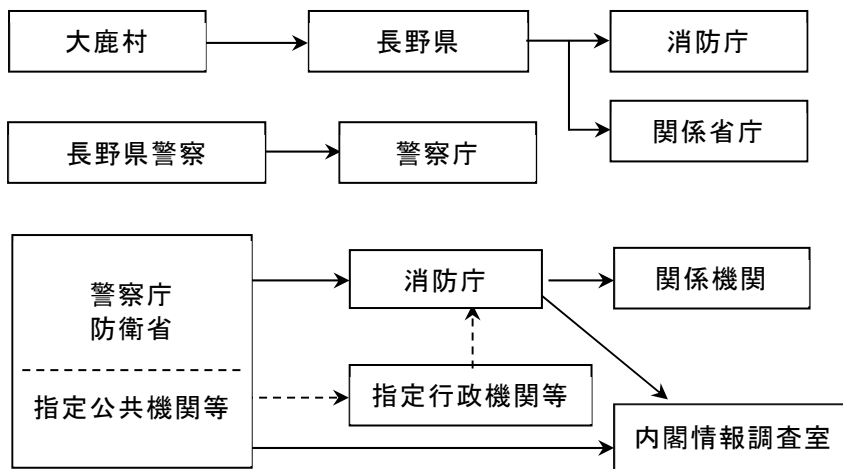 大鹿村
長野県
消防庁
関係省庁
長野県警察
警察庁
警察庁
防衛省
指定公共機関等
消防庁
関係機関
指定行政機関等
内閣情報調査室